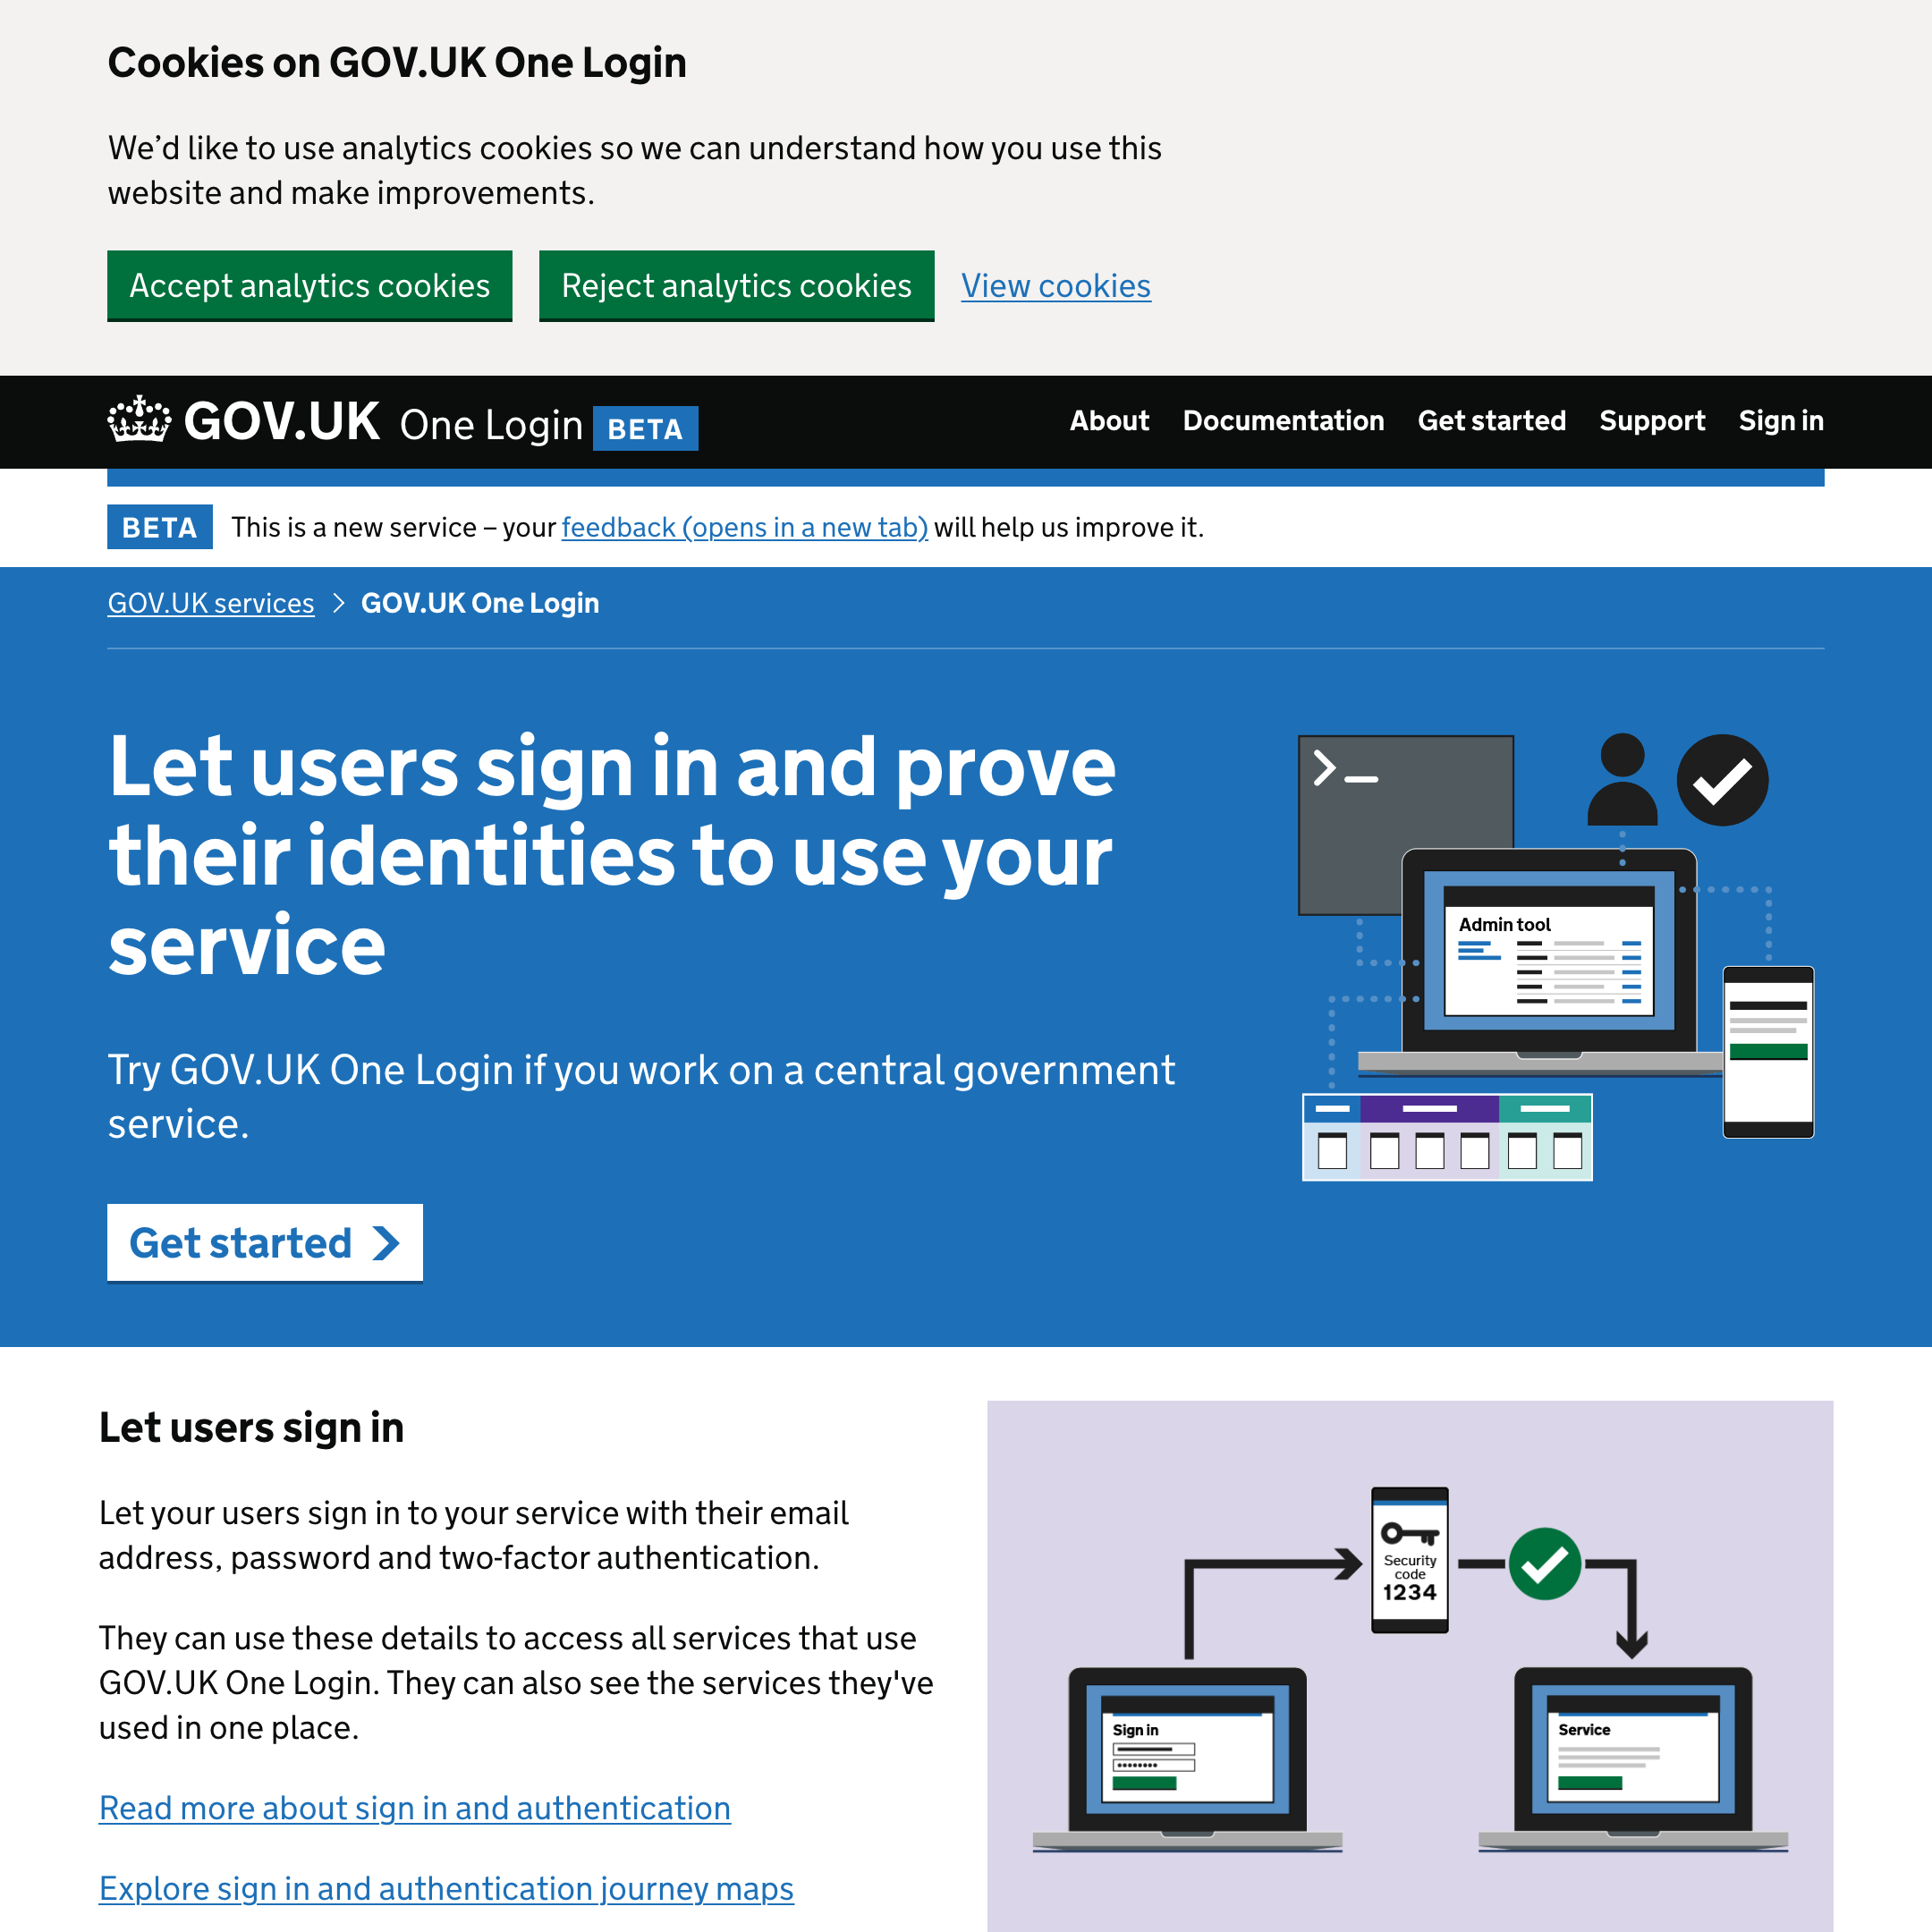 Cookies on GOV.UK One Login
We’d like to use analytics cookies so we can understand how you use this
website and make improvements.
Accept analytics cookies
Reject analytics cookies
View cookies
GOV.UK One Login BETA
About
Documentation
Get started
Support
Sign in
BETA
This is a new service – your feedback (opens in a new tab) will help us improve it.
GOV.UK services
GOV.UK One Login
Let users sign in and prove
their identities to use your
service
Try GOV.UK One Login if you work on a central government
service.
Get started
Admin tool
Let users sign in
Let your users sign in to your service with their email
address, password and two-factor authentication.
They can use these details to access all services that use
GOV.UK One Login. They can also see the services they've
used in one place.
Read more about sign in and authentication
Explore sign in and authentication journey maps
Security
code
1234
Sign in
Service